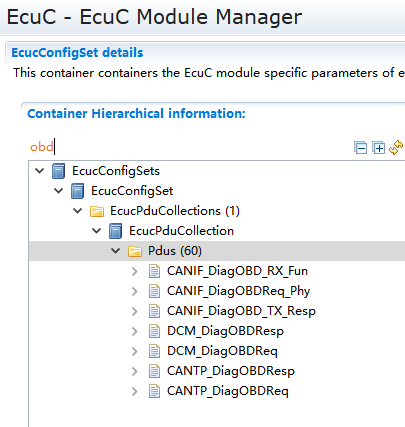 EcuC - EcuC Module Manager
EcucConfigSet details
This container containers the EcuC module specific parameters of e
Container Hierarchical information:
obd
EcucConfigSets
EcucConfigSet
EcucPduCollections (1)
EcucPduCollection
Pdus (60)
CANIF_DiagOBD_RX_Fun
CANIF_DiagOBDReq_Phy
CANIF_DiagOBD_TX_Resp
DCM_DiagOBDResp
DCM_DiagOBDReq
CANTP_DiagOBDResp
CANTP_DiagOBDReq